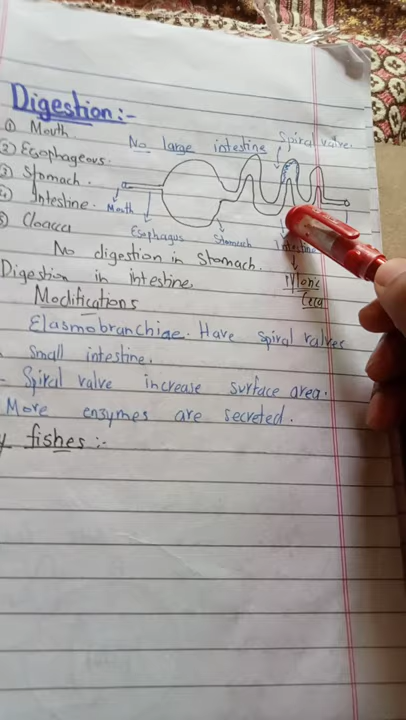 Digestion:-
① Mouth
② Esophageous.
③ Stomach.
④ Intestine.
⑤ Cloaca
No large intestine
Spiral valve.
Mouth
Esophagus
Stomach
Intestine
No digestion in Stomach.
Digestion in intestine.
Modifications
Elasmobranchiae. Have spiral valves
small intestine.
- Spiral valve increase surface area.
More enzymes are secreted.
y fishes:-